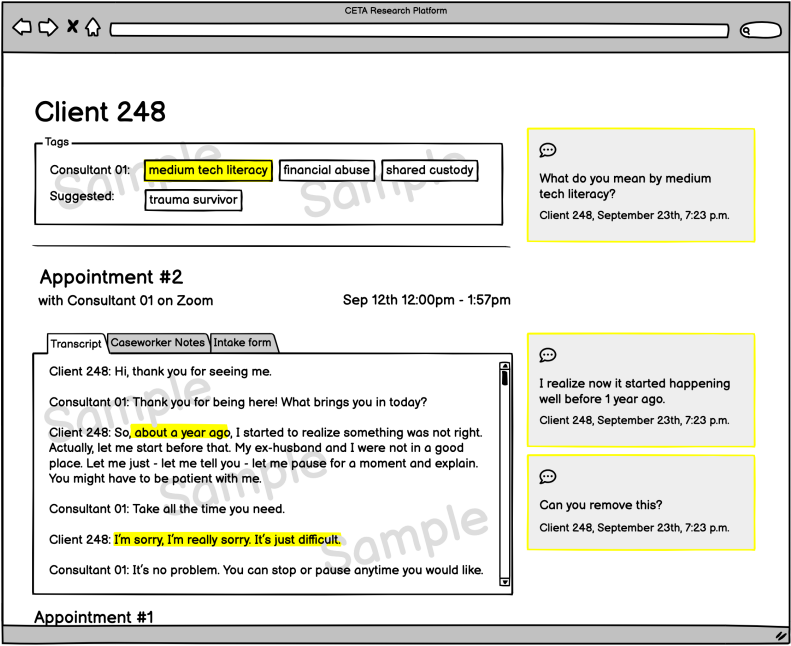 CETA Research Platform
Client 248
Tags
Consultant 01: medium tech literacy financial abuse shared custody
Suggested: trauma survivor
Sample Sample
What do you mean by medium
tech literacy?
Client 248, September 23th, 7:23 p.m.
Appointment #2
with Consultant 01 on Zoom Sep 12th 12:00pm - 1:57pm
Transcript Caseworker Notes Intake form
Client 248: Hi, thank you for seeing me.
Consultant 01: Thank you for being here! What brings you in today?
Client 248: So, about a year ago, I started to realize something was not right.
Actually, let me start before that. My ex-husband and I were not in a good
place. Let me just - let me tell you - let me pause for a moment and explain.
You might have to be patient with me.
Consultant 01: Take all the time you need.
Client 248: I'm sorry, I'm really sorry. It's just difficult.
Consultant 01: It's no problem. You can stop or pause anytime you would like.
Sample
Sample
Sample
I realize now it started happening
well before 1 year ago.
Client 248, September 23th, 7:23 p.m.
Can you remove this?
Client 248, September 23th, 7:23 p.m.
Appointment #1